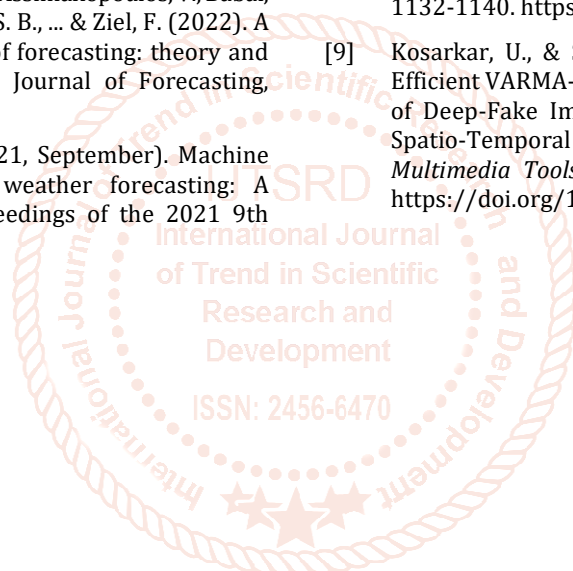 S. B., ... & Ziel, F. (2022). A
of forecasting: theory and
Journal of Forecasting,
21, September). Machine
weather forecasting: A
eedings of the 2021 9th
1132-1140. https
[9] Kosarkar, U., &
Efficient VARMA-
of Deep-Fake Im
Spatio-Temporal
Multimedia Tools
https://doi.org/1
International Journal of Trend in Scientific Research and Development
IJTSRD
International Journal
of Trend in Scientific
Research and
Development
ISSN: 2456-6470